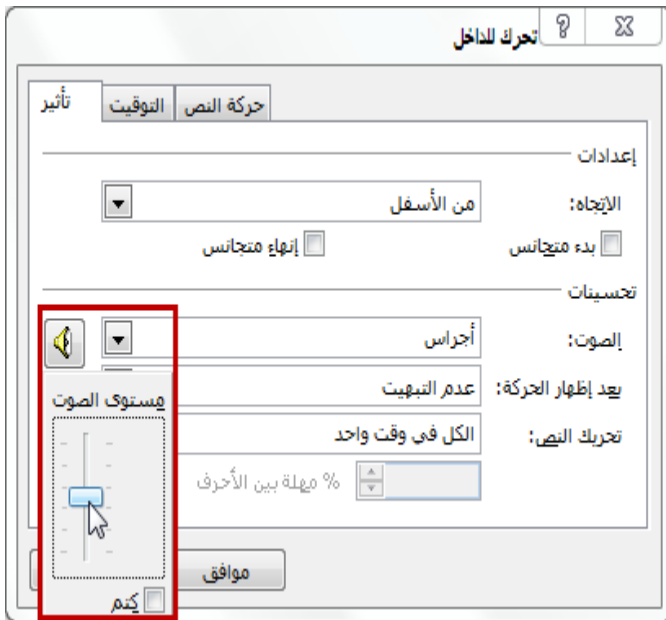 تحرك للداخل
تأثير التوقيت حركة النص
إعدادات
الاتجاه: من الأسفل
بدء متجانس إنهاء متجانس
تحسينات
الصوت: أجراس
بعد إظهار الحركة: عدم التبهيت
مستوى الصوت
تحريك النص: الكل في وقت واحد
% مهلة بين الأحرف
موافق
كتم